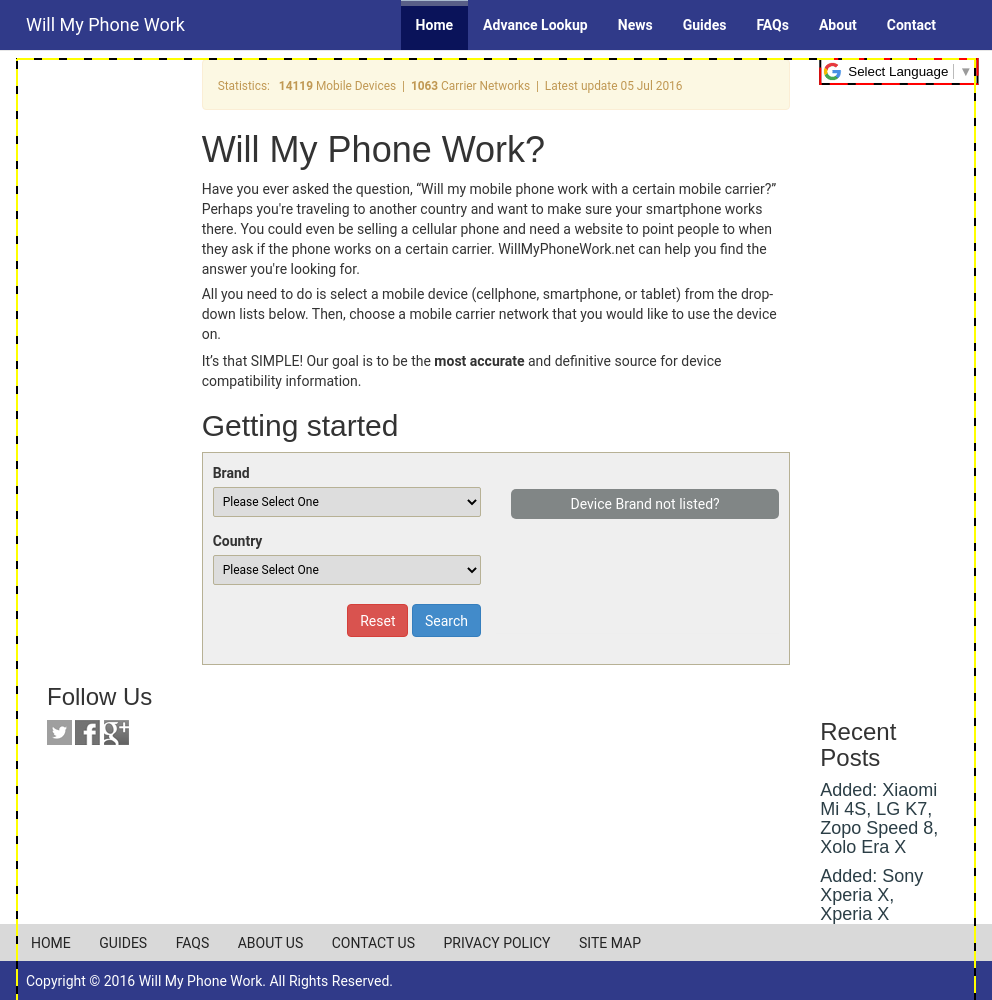 Will My Phone Work
Home Advance Lookup News Guides FAQs About Contact
Select Language ▼
Statistics: 14119 Mobile Devices | 1063 Carrier Networks | Latest update 05 Jul 2016
Will My Phone Work?
Have you ever asked the question, “Will my mobile phone work with a certain mobile carrier?”
Perhaps you're traveling to another country and want to make sure your smartphone works
there. You could even be selling a cellular phone and need a website to point people to when
they ask if the phone works on a certain carrier. WillMyPhoneWork.net can help you find the
answer you're looking for.
All you need to do is select a mobile device (cellphone, smartphone, or tablet) from the drop-
down lists below. Then, choose a mobile carrier network that you would like to use the device
on.
It’s that SIMPLE! Our goal is to be the most accurate and definitive source for device
compatibility information.
Getting started
Brand
Please Select One
Device Brand not listed?
Country
Please Select One
Reset Search
Follow Us
Recent
Posts
Added: Xiaomi
Mi 4S, LG K7,
Zopo Speed 8,
Xolo Era X
Added: Sony
Xperia X,
Xperia X
HOME GUIDES FAQS ABOUT US CONTACT US PRIVACY POLICY SITE MAP
Copyright © 2016 Will My Phone Work. All Rights Reserved.